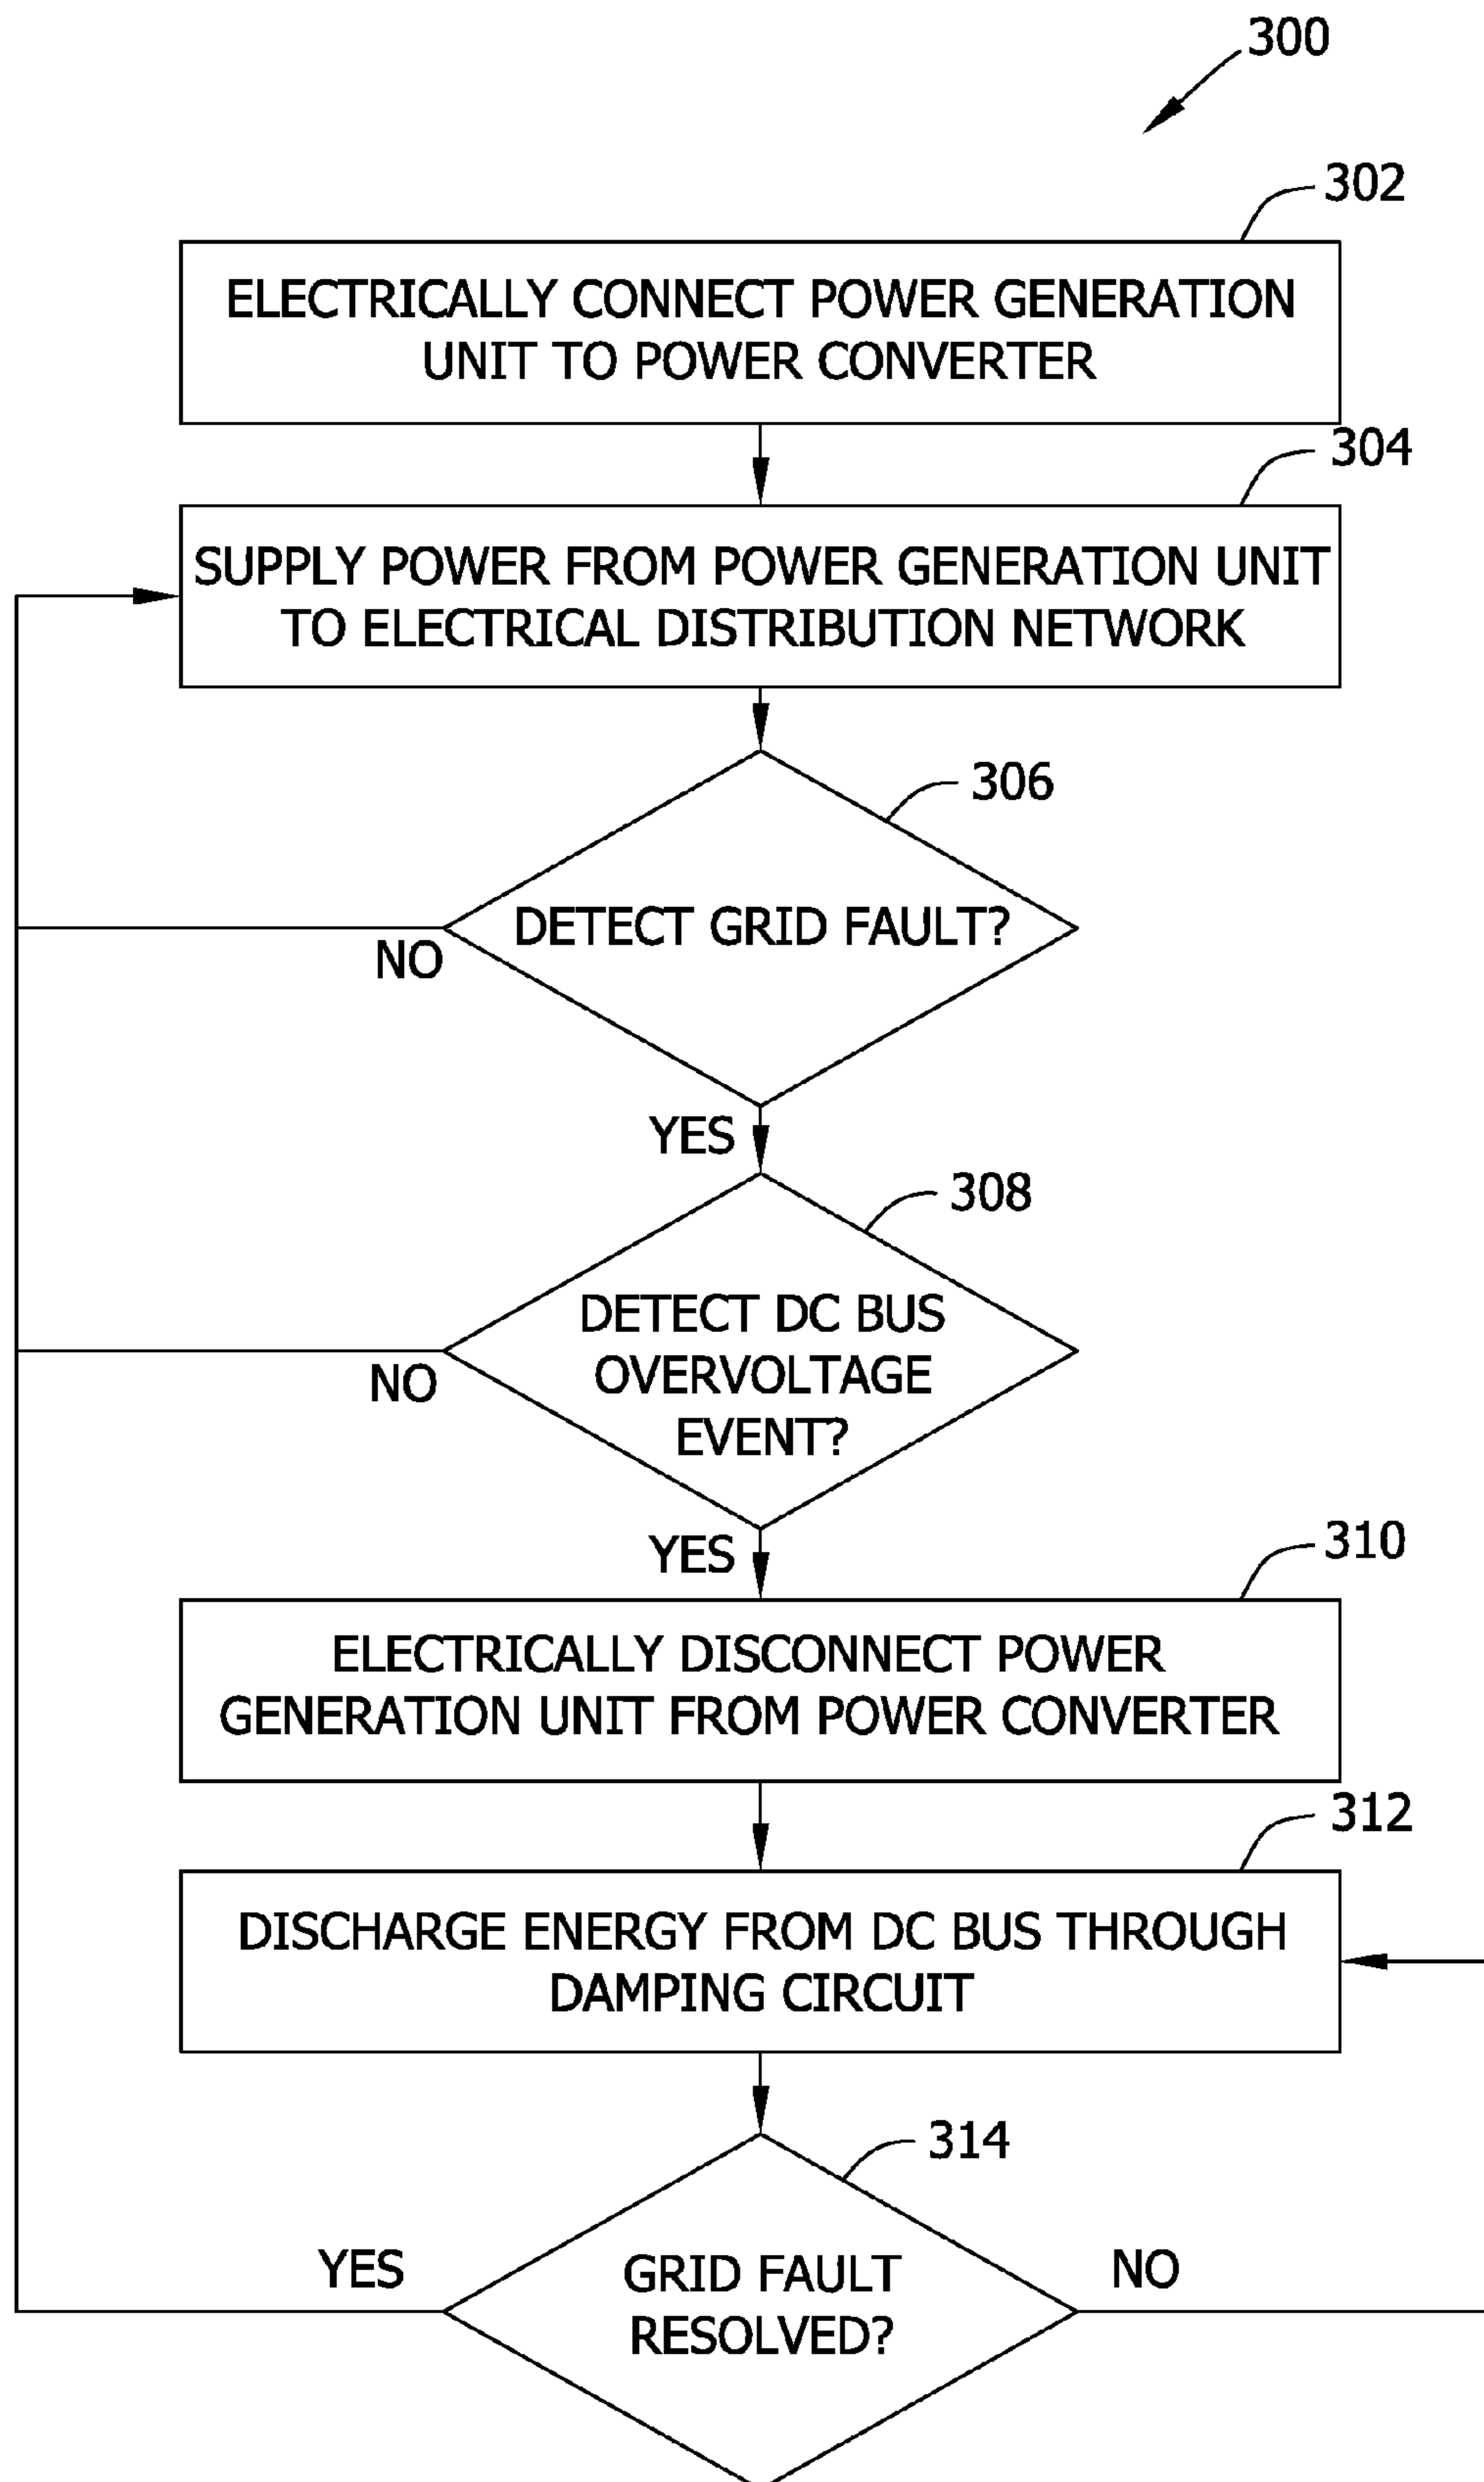 300
302
ELECTRICALLY CONNECT POWER GENERATION
UNIT TO POWER CONVERTER
304
SUPPLY POWER FROM POWER GENERATION UNIT
TO ELECTRICAL DISTRIBUTION NETWORK
306
DETECT GRID FAULT?
NO
YES
308
DETECT DC BUS
OVERVOLTAGE
EVENT?
NO
YES
310
ELECTRICALLY DISCONNECT POWER
GENERATION UNIT FROM POWER CONVERTER
312
DISCHARGE ENERGY FROM DC BUS THROUGH
DAMPING CIRCUIT
314
YES
GRID FAULT
RESOLVED?
NO